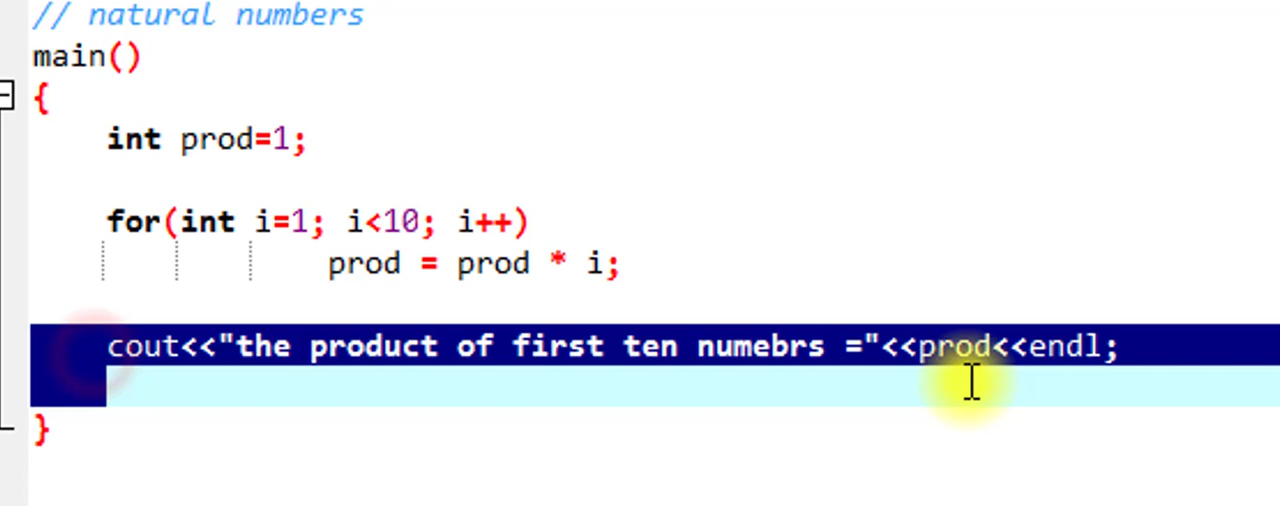 // natural numbers
main()
{
int prod=1;
for(int i=1; i<10; i++)
prod = prod * i;
cout<<"the product of first ten numebrs ="<<prod<<endl;
}